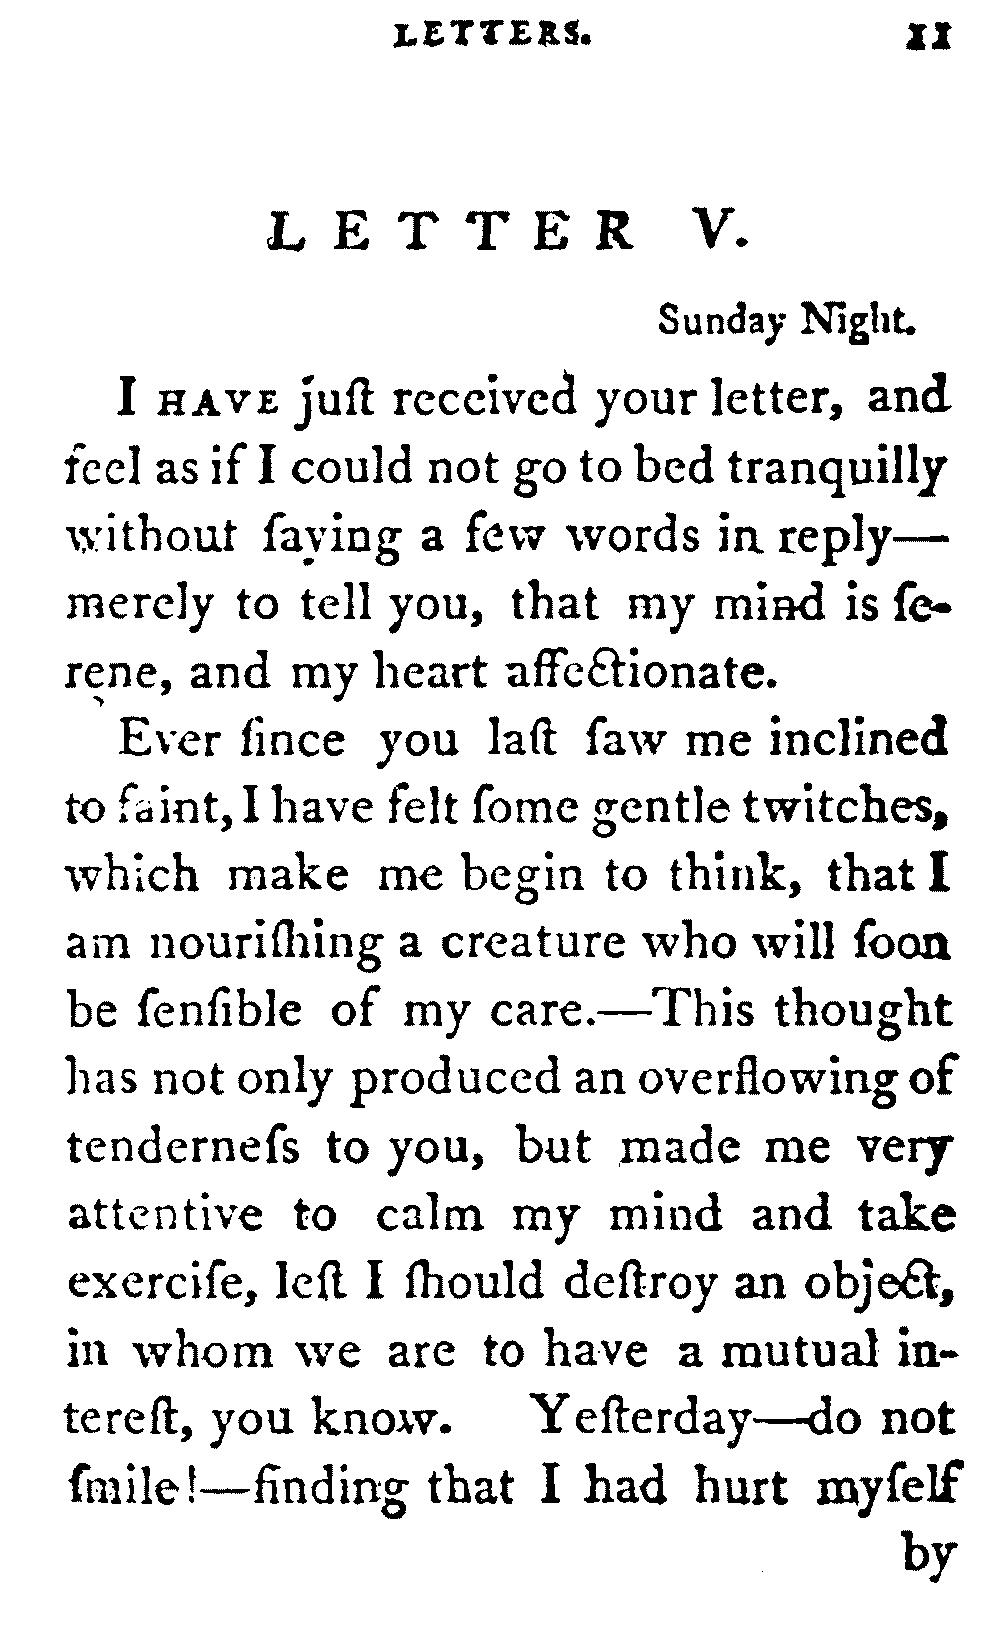 LETTERS. 11
LETTER V.
Sunday Night.
I HAVE juſt received your letter, and
feel as if I could not go to bed tranquilly
without ſaying a few words in reply—
merely to tell you, that my mind is ſe-
rene, and my heart affectionate.
Ever ſince you laſt ſaw me inclined
to faint, I have felt ſome gentle twitches,
which make me begin to think, that I
am nouriſhing a creature who will ſoon
be ſenſible of my care.—This thought
has not only produced an overflowing of
tenderneſs to you, but made me very
attentive to calm my mind and take
exerciſe, leſt I ſhould deſtroy an object,
in whom we are to have a mutual in-
tereſt, you know. Yeſterday—do not
ſmile!—finding that I had hurt myſelf
by